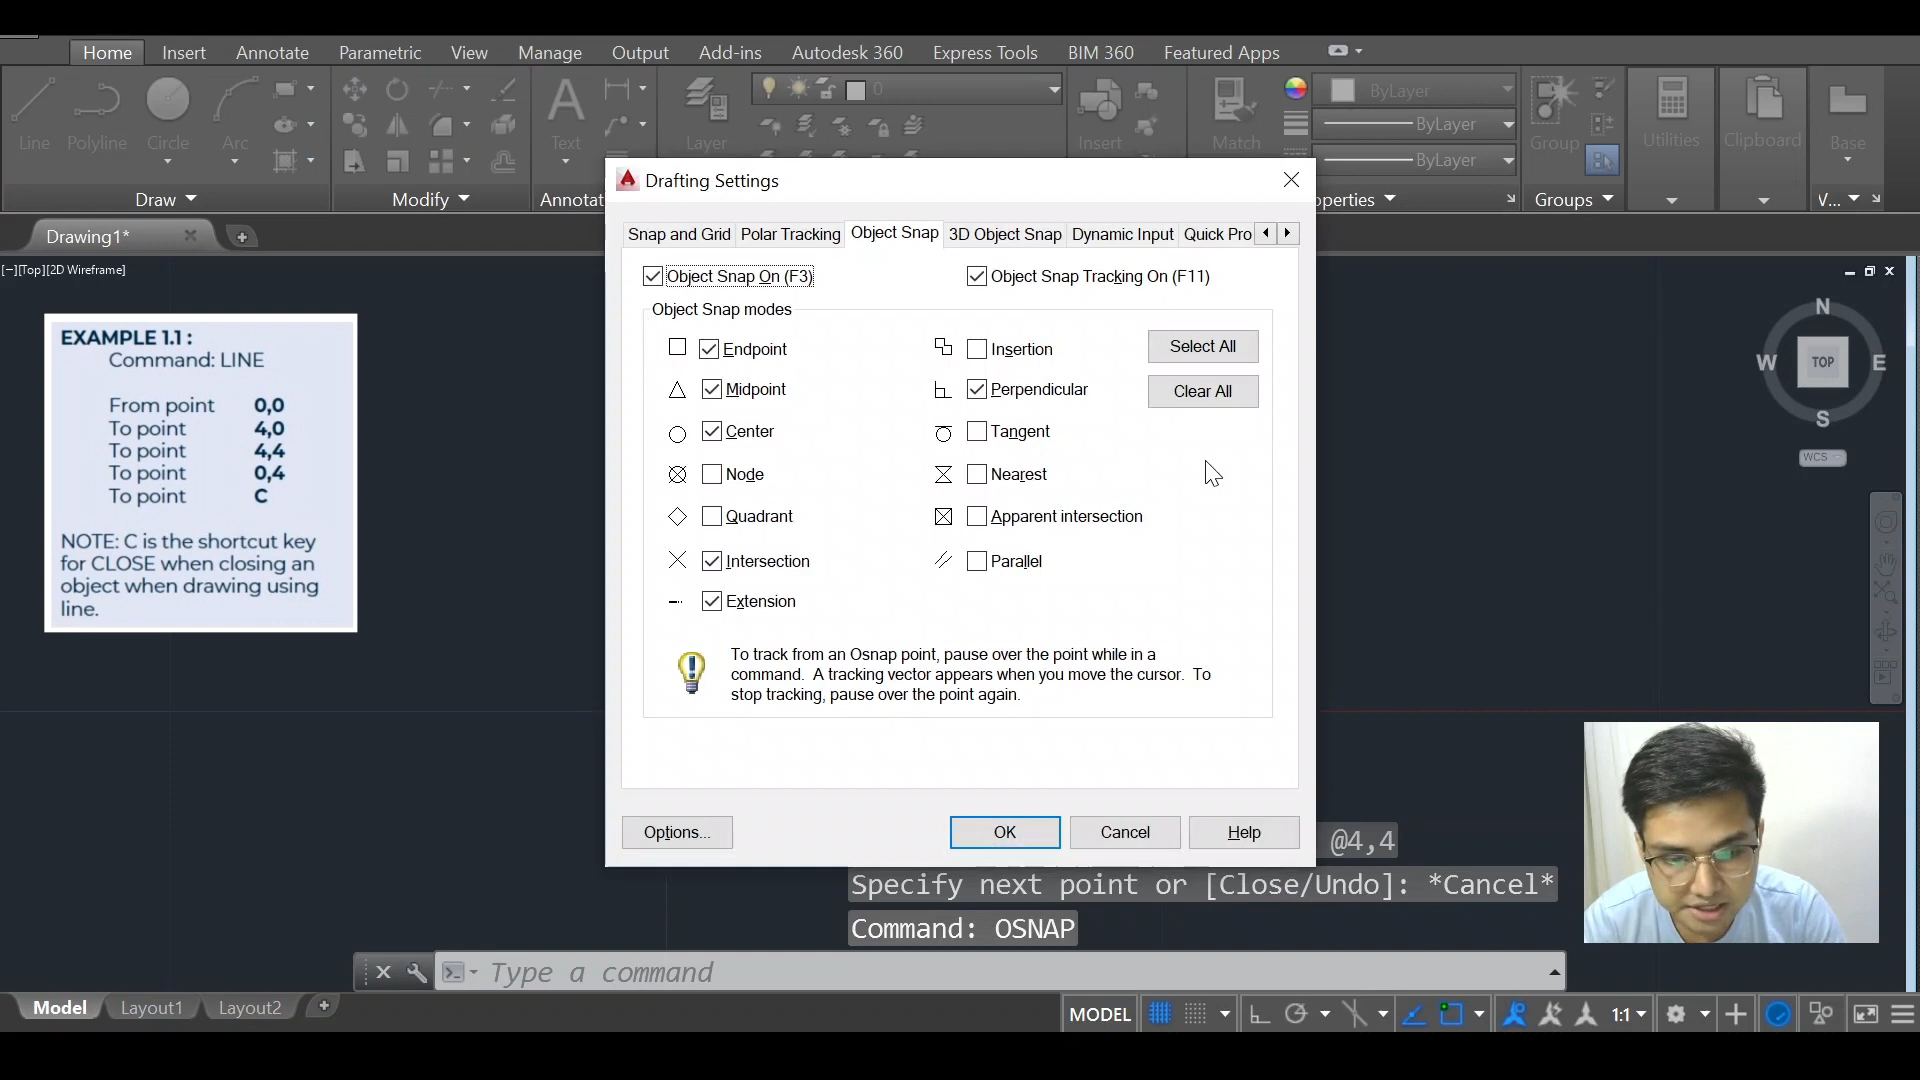 Home Insert Annotate Parametric View Manage Output Add-ins Autodesk 360 Express Tools BIM 360 Featured Apps
Line Polyline Circle Arc Text Layer 0 Insert Match ByLayer ByLayer ByLayer Group Utilities Clipboard Base
Draw Modify Annotat operties Groups V...
Drawing1*
[−][Top][2D Wireframe]
EXAMPLE 1.1 :
Command: LINE
From point 0,0
To point 4,0
To point 4,4
To point 0,4
To point C
NOTE: C is the shortcut key
for CLOSE when closing an
object when drawing using
line.
Drafting Settings
Snap and Grid Polar Tracking Object Snap 3D Object Snap Dynamic Input Quick Pro
Object Snap On (F3) Object Snap Tracking On (F11)
Object Snap modes
Endpoint Insertion Select All
Midpoint Perpendicular Clear All
Center Tangent
Node Nearest
Quadrant Apparent intersection
Intersection Parallel
Extension
To track from an Osnap point, pause over the point while in a
command. A tracking vector appears when you move the cursor. To
stop tracking, pause over the point again.
Options... OK Cancel Help
N
W TOP E
S
WCS
@4,4
Specify next point or [Close/Undo]: *Cancel*
Command: OSNAP
Type a command
Model Layout1 Layout2 MODEL 1:1